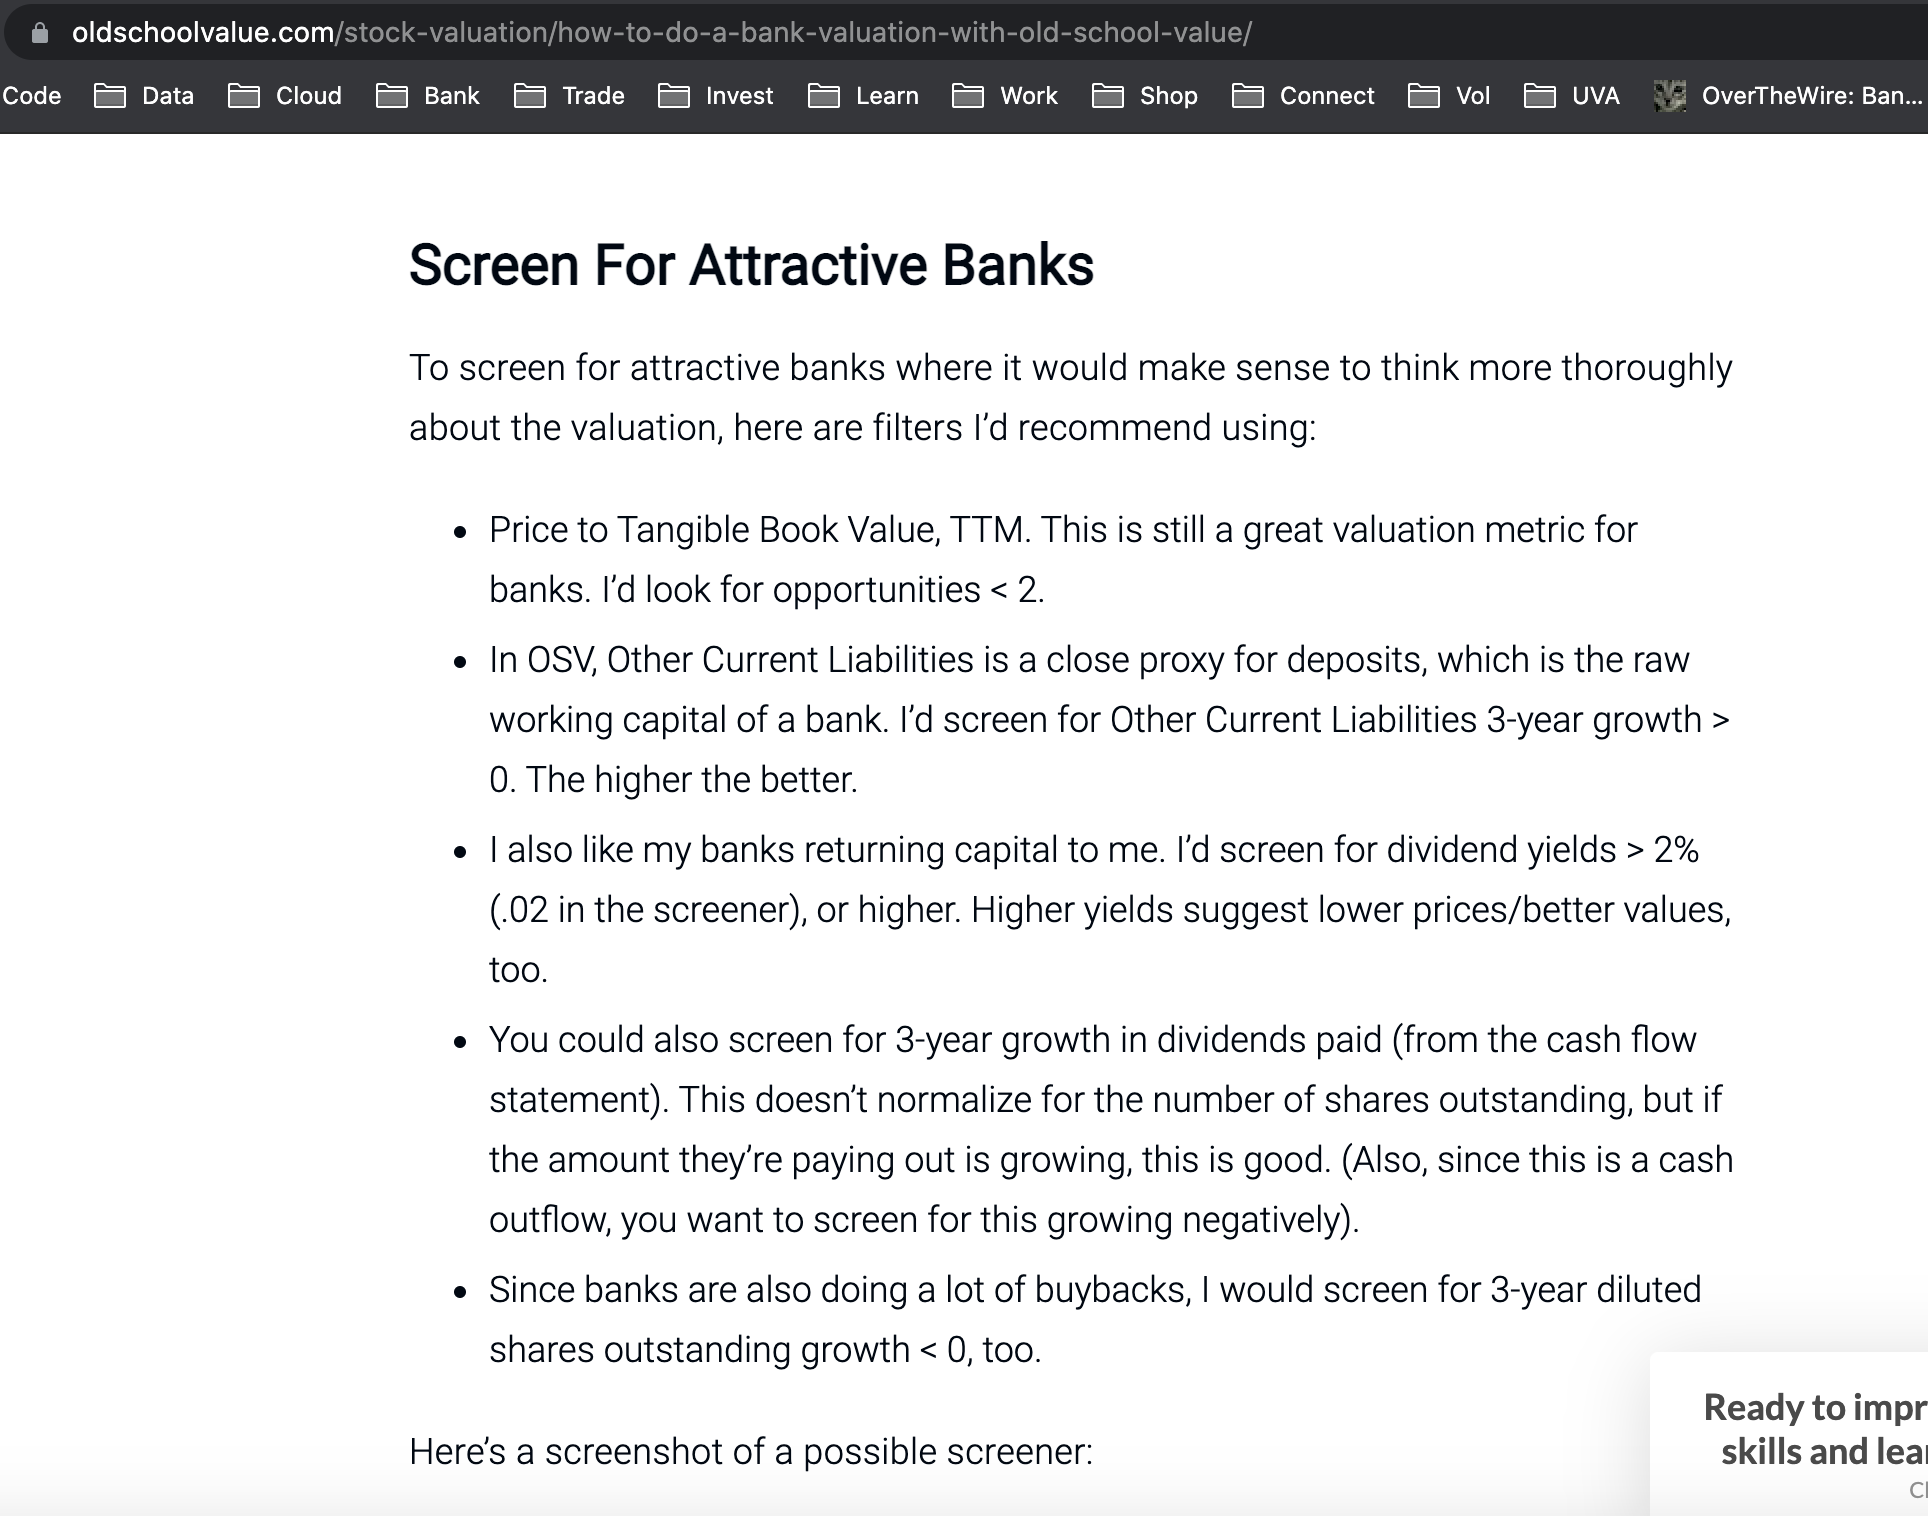 oldschoolvalue.com/stock-valuation/how-to-do-a-bank-valuation-with-old-school-value/
Code Data Cloud Bank Trade Invest Learn Work Shop Connect Vol UVA OverTheWire: Ban...
Screen For Attractive Banks
To screen for attractive banks where it would make sense to think more thoroughly
about the valuation, here are filters I’d recommend using:
• Price to Tangible Book Value, TTM. This is still a great valuation metric for
banks. I’d look for opportunities < 2.
• In OSV, Other Current Liabilities is a close proxy for deposits, which is the raw
working capital of a bank. I’d screen for Other Current Liabilities 3-year growth >
0. The higher the better.
• I also like my banks returning capital to me. I’d screen for dividend yields > 2%
(.02 in the screener), or higher. Higher yields suggest lower prices/better values,
too.
• You could also screen for 3-year growth in dividends paid (from the cash flow
statement). This doesn’t normalize for the number of shares outstanding, but if
the amount they’re paying out is growing, this is good. (Also, since this is a cash
outflow, you want to screen for this growing negatively).
• Since banks are also doing a lot of buybacks, I would screen for 3-year diluted
shares outstanding growth < 0, too.
Here’s a screenshot of a possible screener:
Ready to impr
skills and lea